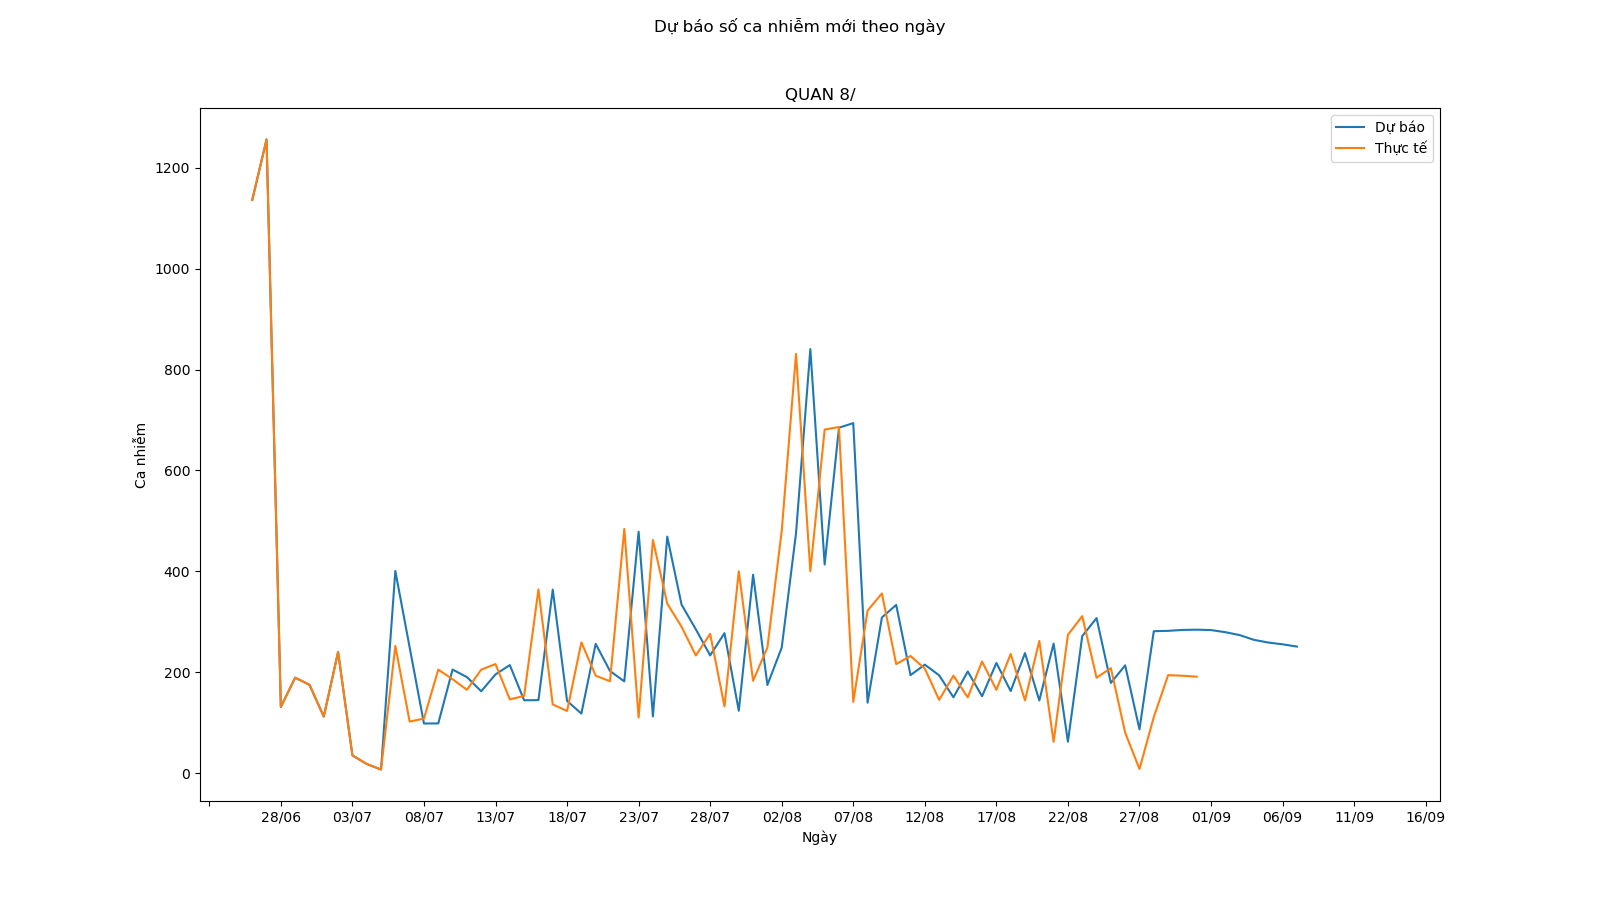 Dự báo số ca nhiễm mới theo ngày
QUAN 8/
Dự báo
Thực tế
1200
1000
800
600
400
200
0
Ca nhiễm
28/06 03/07 08/07 13/07 18/07 23/07 28/07 02/08 07/08 12/08 17/08 22/08 27/08 01/09 06/09 11/09 16/09
Ngày